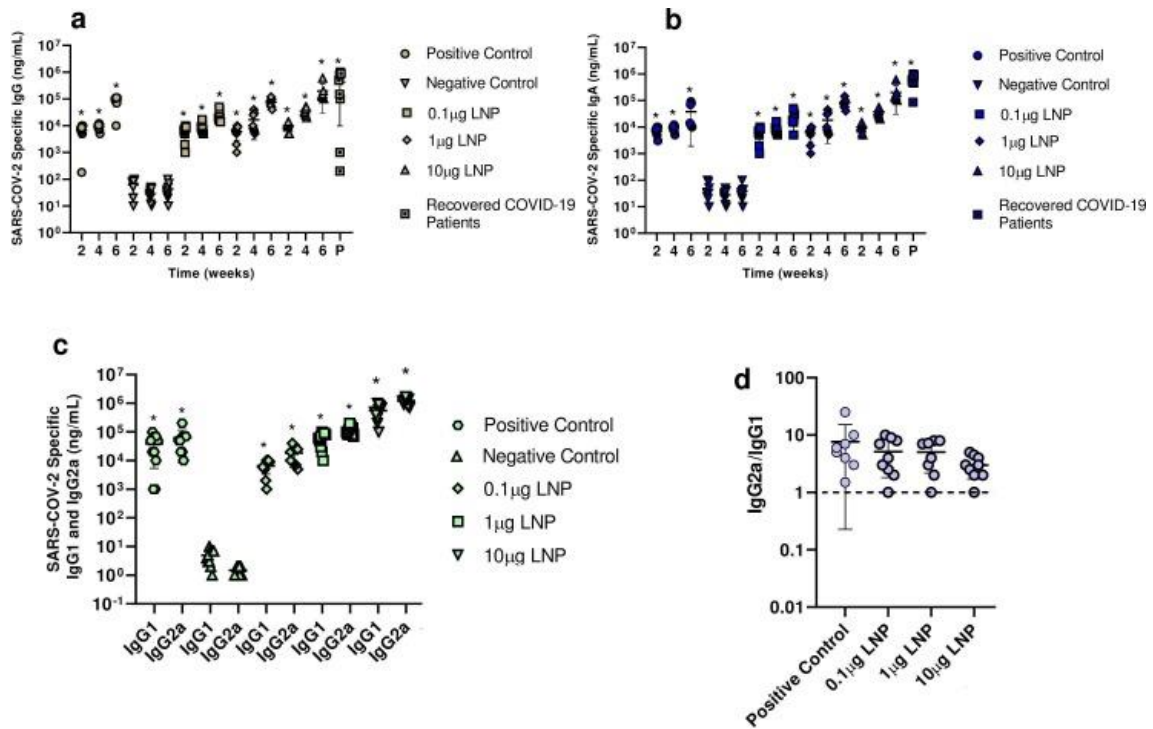 a
SARS-COV-2 Specific IgG (ng/mL)
10⁷
10⁶
10⁵
10⁴
10³
10²
10¹
10⁰
* * * * * * * * * * * * *
2 4 6 2 4 6 2 4 6 2 4 6 2 4 6 P
Time (weeks)
Positive Control
Negative Control
0.1μg LNP
1μg LNP
10μg LNP
Recovered COVID-19
Patients
b
SARS-COV-2 Specific IgA (ng/mL)
10⁷
10⁶
10⁵
10⁴
10³
10²
10¹
10⁰
* * * * * * * * * * * * *
2 4 6 2 4 6 2 4 6 2 4 6 2 4 6 P
Time (weeks)
Positive Control
Negative Control
0.1μg LNP
1μg LNP
10μg LNP
Recovered COVID-19
Patients
c
SARS-COV-2 Specific
IgG1 and IgG2a (ng/mL)
10⁷
10⁶
10⁵
10⁴
10³
10²
10¹
10⁰
10⁻¹
* * * * * * * *
IgG1 IgG2a IgG1 IgG2a IgG1 IgG2a IgG1 IgG2a IgG1 IgG2a
Positive Control
Negative Control
0.1μg LNP
1μg LNP
10μg LNP
d
IgG2a/IgG1
100
10
1
0.1
0.01
Positive Control
0.1μg LNP
1μg LNP
10μg LNP